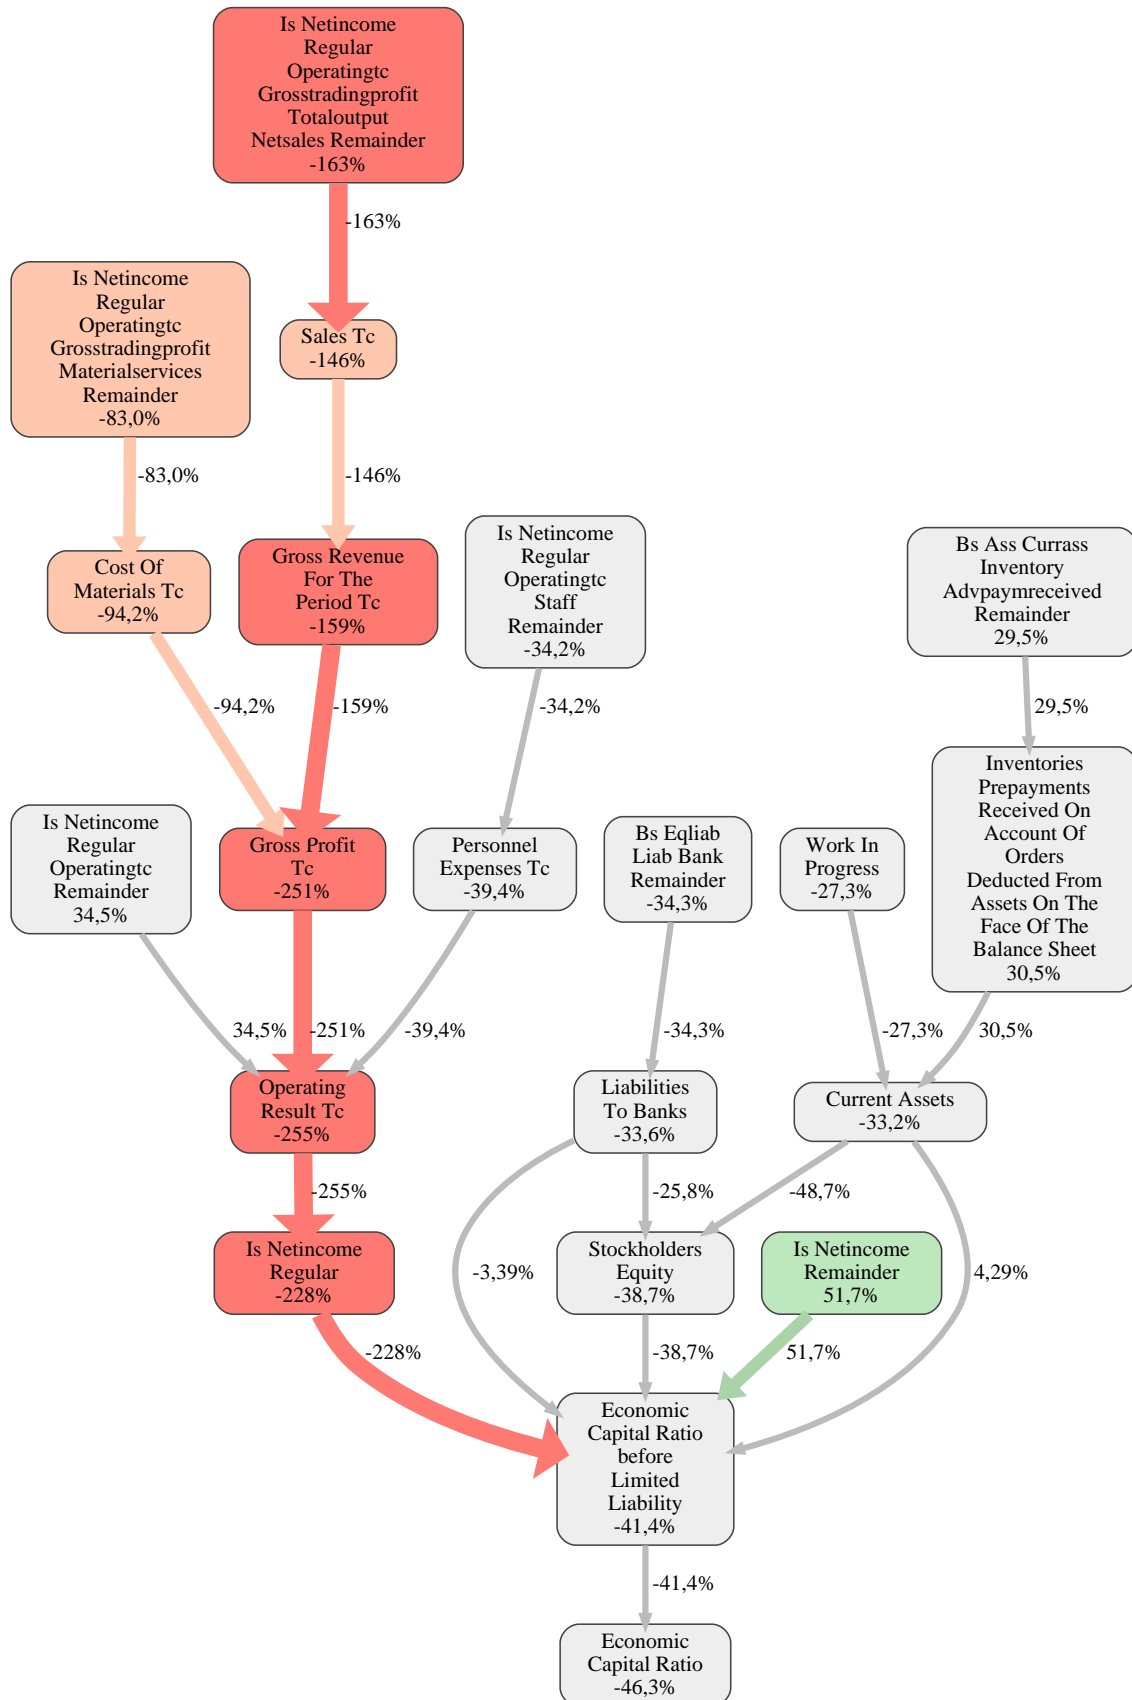 Is Netincome
Regular
Operatingtc
Grosstradingprofit
Totaloutput
Netsales Remainder
-163%
-163%
Is Netincome
Regular
Operatingtc
Grosstradingprofit
Materialservices
Remainder
-83,0%
Sales Tc
-146%
-83,0%
-146%
Cost Of
Materials Tc
-94,2%
Gross Revenue
For The
Period Tc
-159%
Is Netincome
Regular
Operatingtc
Staff
Remainder
-34,2%
Bs Ass Currass
Inventory
Advpaymreceived
Remainder
29,5%
-94,2%
-159%
-34,2%
29,5%
Is Netincome
Regular
Operatingtc
Remainder
34,5%
Gross Profit
Tc
-251%
Personnel
Expenses Tc
-39,4%
Bs Eqliab
Liab Bank
Remainder
-34,3%
Work In
Progress
-27,3%
Inventories
Prepayments
Received On
Account Of
Orders
Deducted From
Assets On The
Face Of The
Balance Sheet
30,5%
34,5%
-251%
-39,4%
-34,3%
-27,3%
30,5%
Operating
Result Tc
-255%
Liabilities
To Banks
-33,6%
Current Assets
-33,2%
-255%
-25,8%
-48,7%
Is Netincome
Regular
-228%
-3,39%
Stockholders
Equity
-38,7%
Is Netincome
Remainder
51,7%
4,29%
-228%
-38,7%
51,7%
Economic
Capital Ratio
before
Limited
Liability
-41,4%
-41,4%
Economic
Capital Ratio
-46,3%